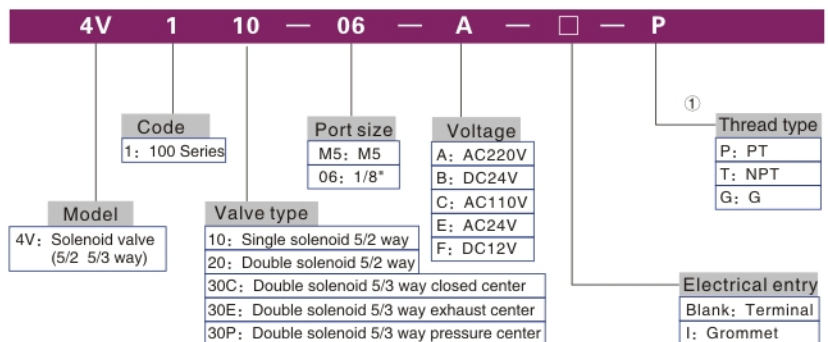 4V 1 10 — 06 — A — □ — P
①
Code
1: 100 Series
Port size
M5: M5
06: 1/8"
Voltage
A: AC220V
B: DC24V
C: AC110V
E: AC24V
F: DC12V
Thread type
P: PT
T: NPT
G: G
Model
4V: Solenoid valve
(5/2 5/3 way)
Valve type
10: Single solenoid 5/2 way
20: Double solenoid 5/2 way
30C: Double solenoid 5/3 way closed center
30E: Double solenoid 5/3 way exhaust center
30P: Double solenoid 5/3 way pressure center
Electrical entry
Blank: Terminal
I: Grommet